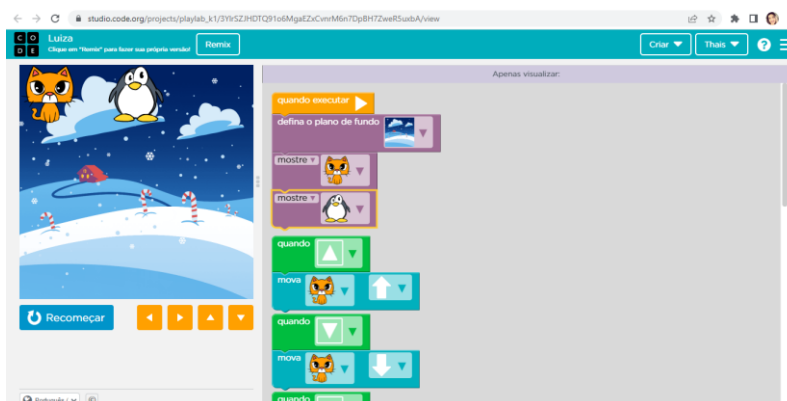 studio.code.org/projects/playlab_k1/3YlrSZJHDTQ91o6MgaEZxCvnrM6n7DpBH7ZweR5uxbA/view
C O
D E
Luiza
Clique em "Remix" para fazer sua própria versão!
Remix
Criar
Thais
?
Apenas visualizar:
quando executar
defina o plano de fundo
mostre
mostre
quando
mova
quando
mova
quando
Recomeçar